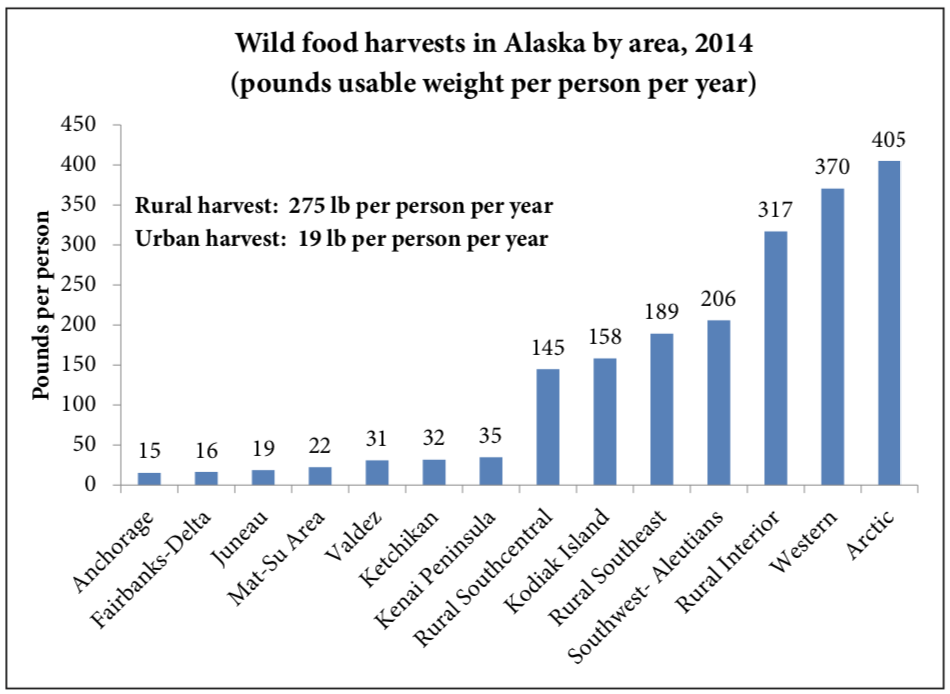 Wild food harvests in Alaska by area, 2014
(pounds usable weight per person per year)
Pounds per person
450
400
350
300
250
200
150
100
50
0
Rural harvest:  275 lb per person per year
Urban harvest:  19 lb per person per year
15
16
19
22
31
32
35
145
158
189
206
317
370
405
Anchorage
Fairbanks-Delta
Juneau
Mat-Su Area
Valdez
Ketchikan
Kenai Peninsula
Rural Southcentral
Kodiak Island
Rural Southeast
Southwest- Aleutians
Rural Interior
Western
Arctic